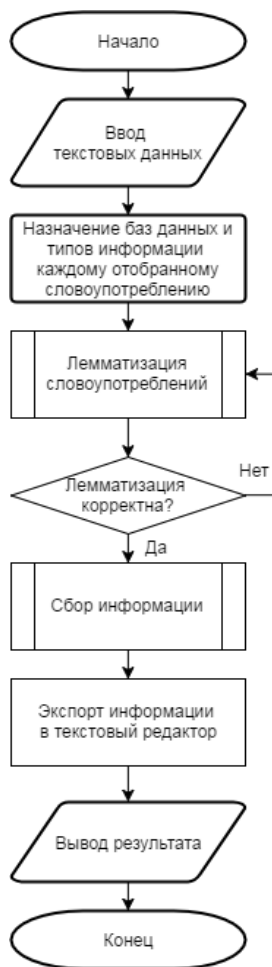 Начало
Ввод
текстовых данных
Назначение баз данных и
типов информации
каждому отобранному
словоупотреблению
Лемматизация
словоупотреблений
Лемматизация
корректна?
Нет
Да
Сбор информации
Экспорт информации
в текстовый редактор
Вывод результата
Конец